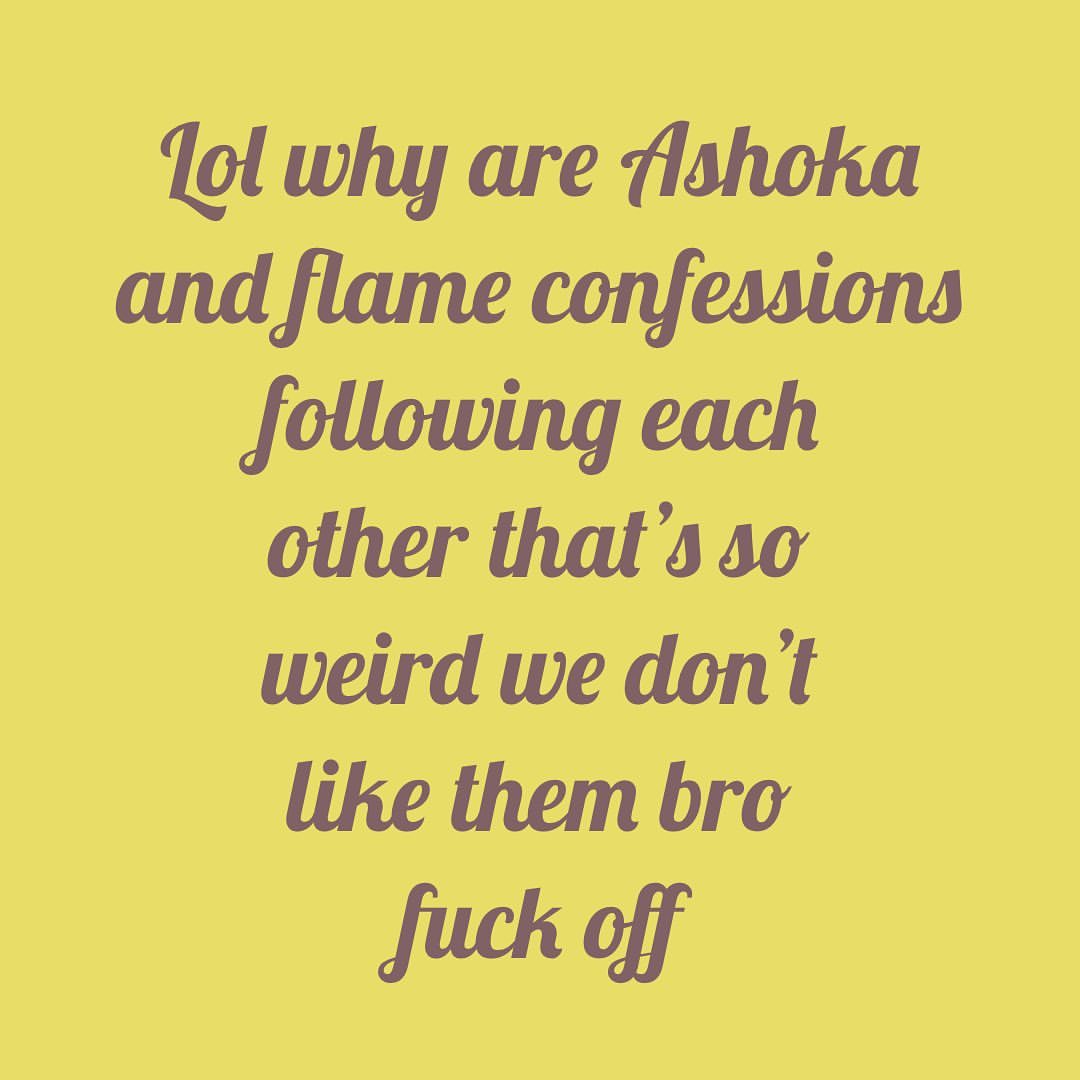 Lol why are Ashoka
and flame confessions
following each
other that’s so
weird we don’t
like them bro
fuck off